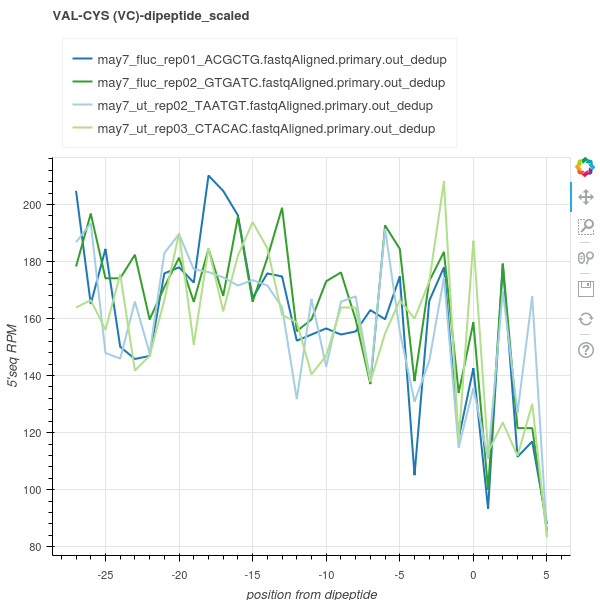 VAL-CYS (VC)-dipeptide_scaled
may7_fluc_rep01_ACGCTG.fastqAligned.primary.out_dedup
may7_fluc_rep02_GTGATC.fastqAligned.primary.out_dedup
may7_ut_rep02_TAATGT.fastqAligned.primary.out_dedup
may7_ut_rep03_CTACAC.fastqAligned.primary.out_dedup
5'seq RPM
200
180
160
140
120
100
80
-25 -20 -15 -10 -5 0 5
position from dipeptide